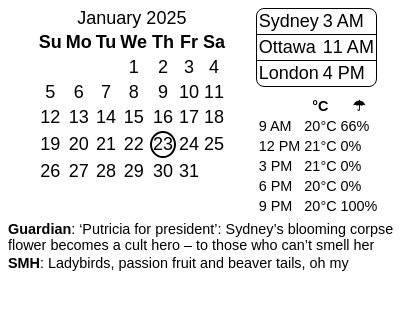 January 2025
Su Mo Tu We Th Fr Sa
1 2 3 4
5 6 7 8 9 10 11
12 13 14 15 16 17 18
19 20 21 22 23 24 25
26 27 28 29 30 31
Sydney 3 AM
Ottawa 11 AM
London 4 PM
°C ☂
9 AM 20°C 66%
12 PM 21°C 0%
3 PM 21°C 0%
6 PM 20°C 0%
9 PM 20°C 100%
Guardian: ‘Putricia for president’: Sydney’s blooming corpse
flower becomes a cult hero – to those who can’t smell her
SMH: Ladybirds, passion fruit and beaver tails, oh my